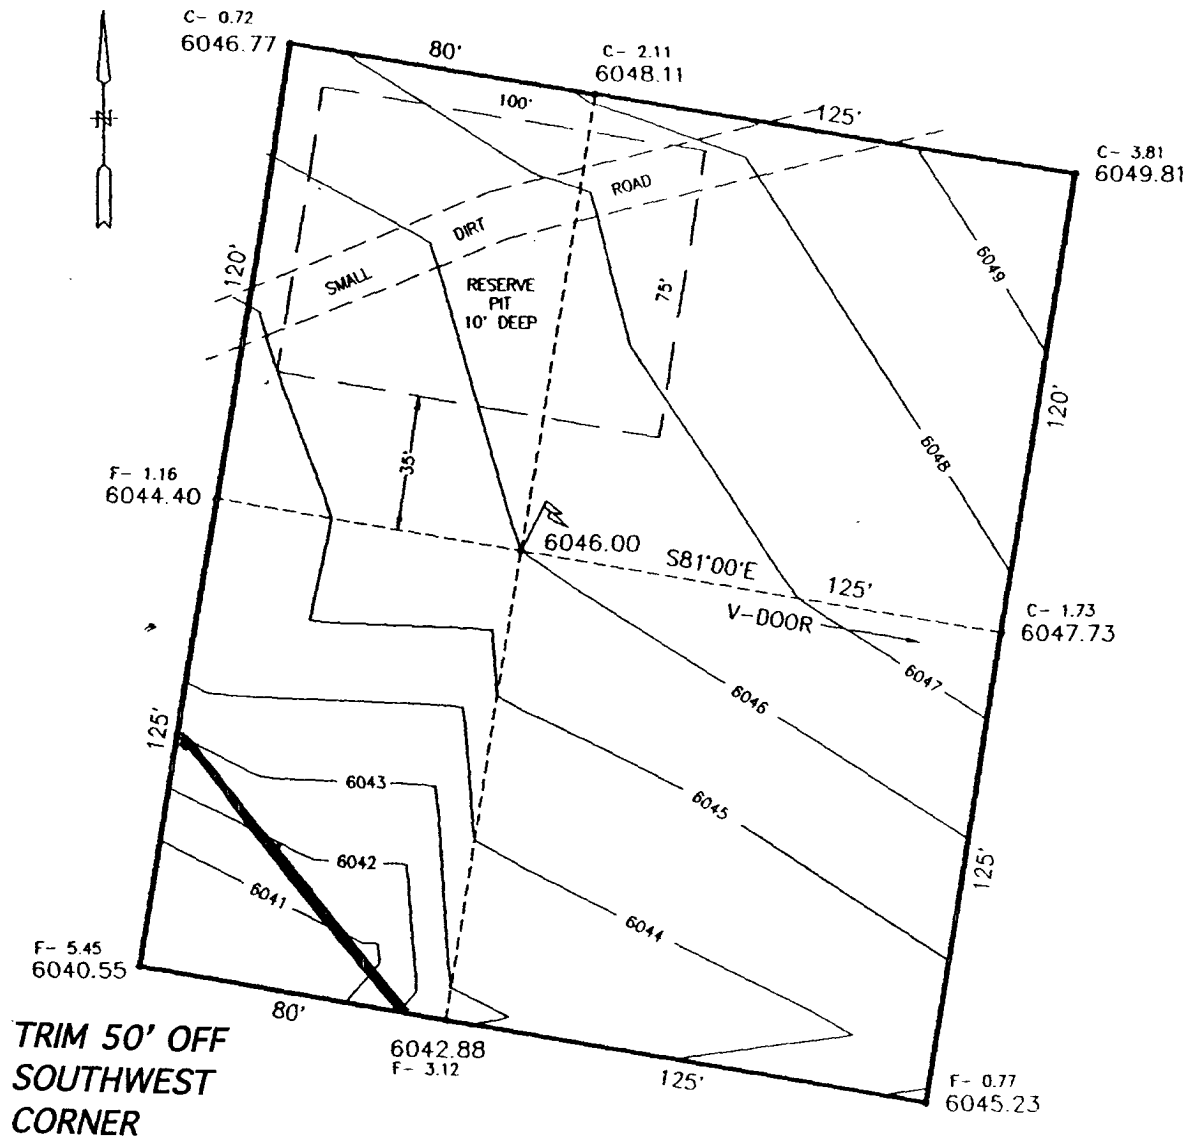 C- 0.72
6046.77
80'
C- 2.11
6048.11
125'
C- 3.81
6049.81
N
100'
ROAD
DIRT
SMALL
120'
RESERVE
PIT
10' DEEP
75'
6049
120'
6048
35'
F- 1.16
6044.40
6046.00
S81°00'E
125'
V-DOOR
C- 1.73
6047.73
6047
6046
125'
6043
6045
6042
6041
125'
6044
F- 5.45
6040.55
80'
6042.88
F- 3.12
125'
F- 0.77
6045.23
TRIM 50' OFF
SOUTHWEST
CORNER